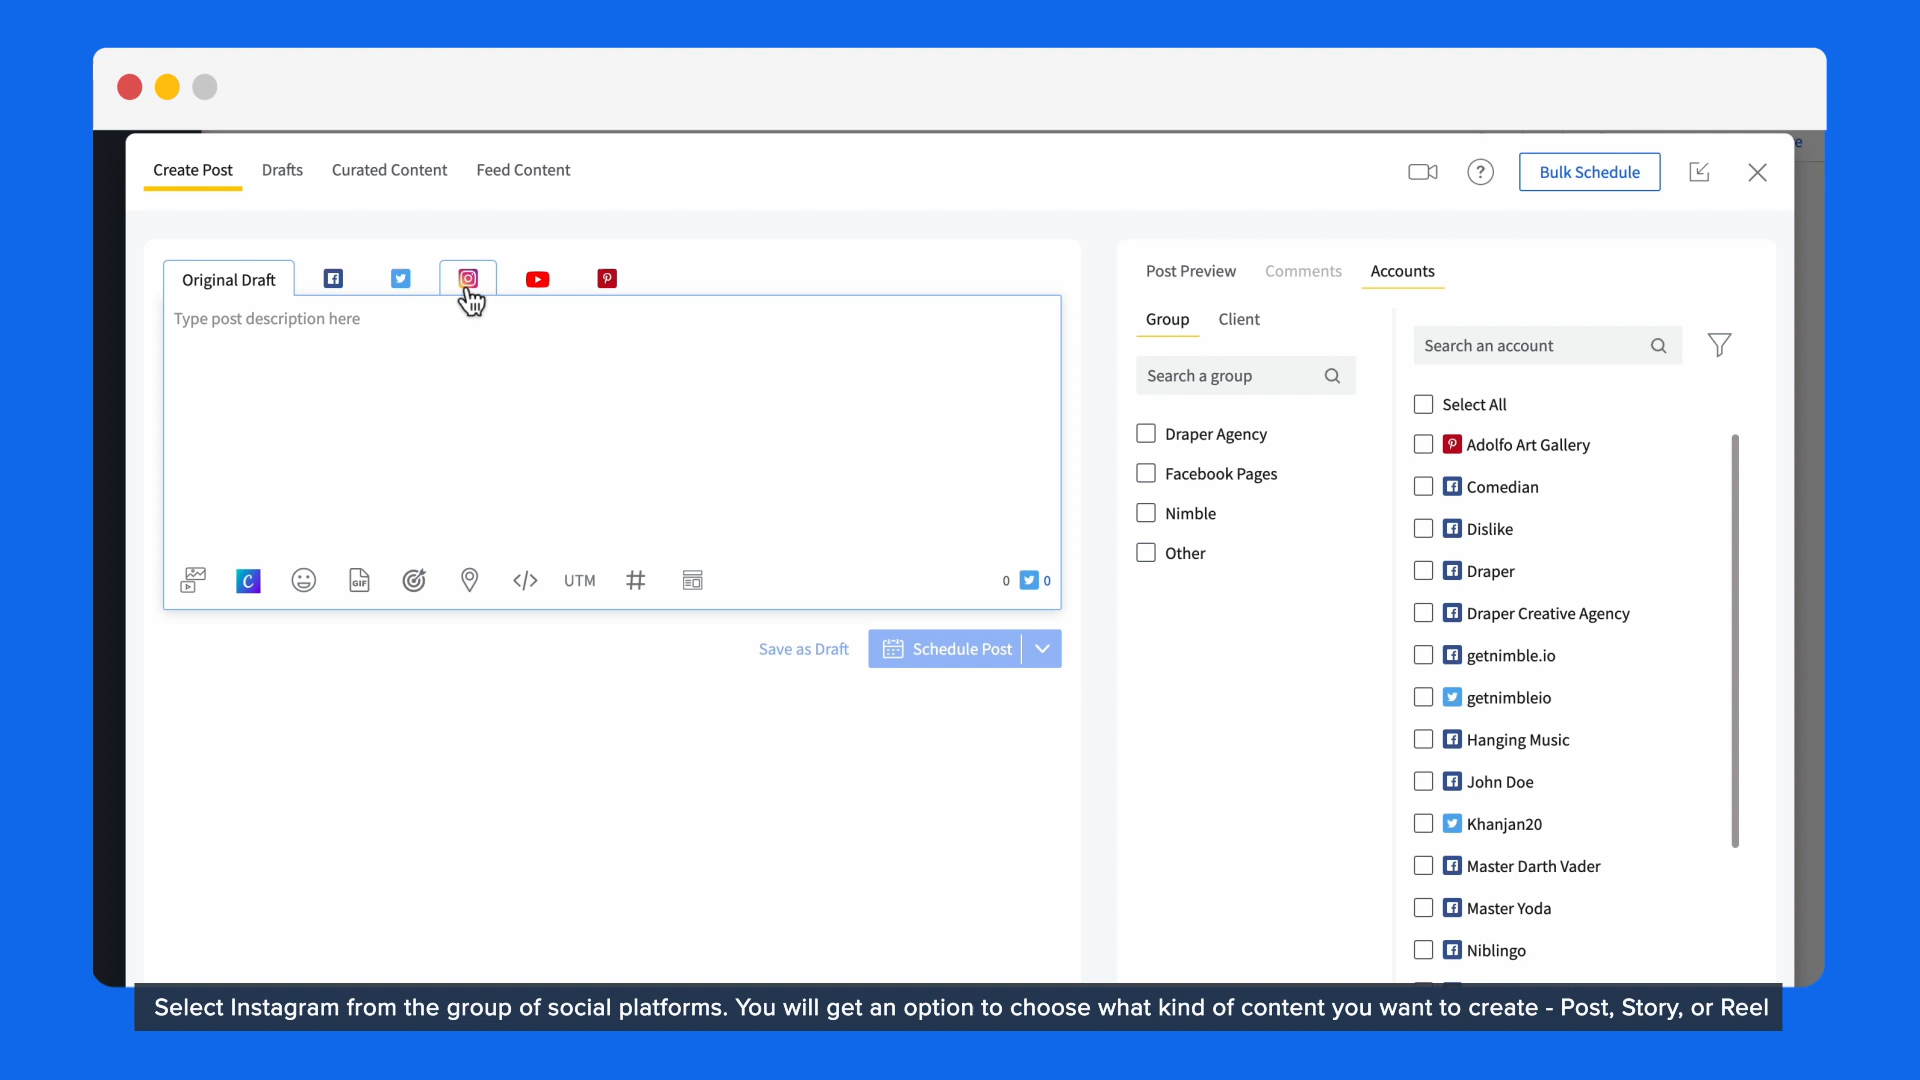 e
Create Post
Drafts
Curated Content
Feed Content
?
Bulk Schedule
Original Draft
Type post description here
C
GIF
</>
UTM
#
0
0
Save as Draft
Schedule Post
Post Preview
Comments
Accounts
Group
Client
Search a group
Draper Agency
Facebook Pages
Nimble
Other
Search an account
Select All
Adolfo Art Gallery
Comedian
Dislike
Draper
Draper Creative Agency
getnimble.io
getnimbleio
Hanging Music
John Doe
Khanjan20
Master Darth Vader
Master Yoda
Niblingo
Select Instagram from the group of social platforms. You will get an option to choose what kind of content you want to create - Post, Story, or Reel